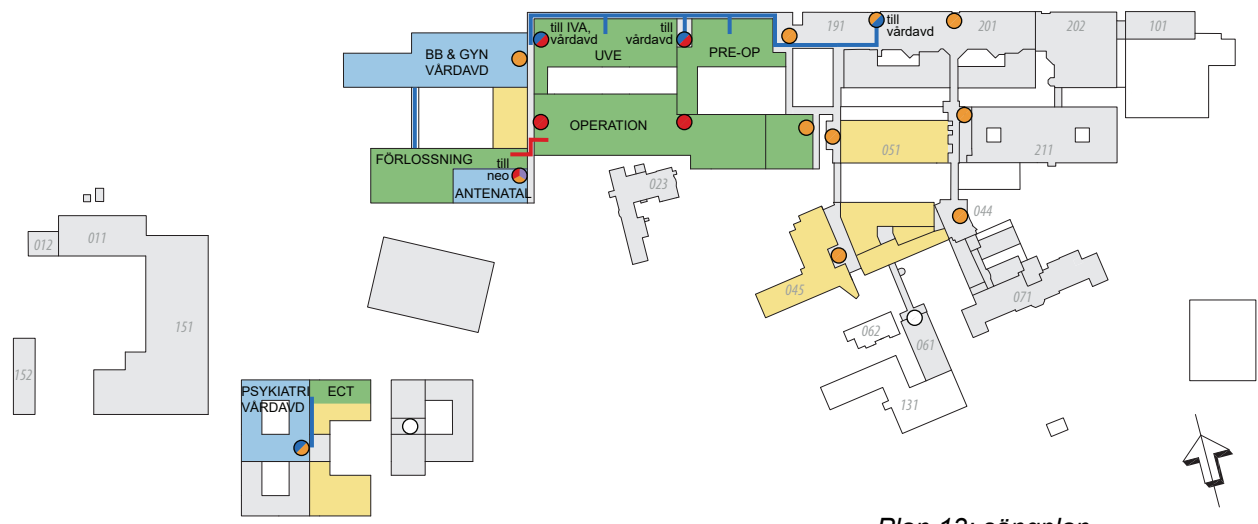 191
till
vårdavd
201
202
101
till IVA,
vårdavd
UVE
till
vårdavd
PRE-OP
BB & GYN
VÅRDAVD
OPERATION
051
211
FÖRLOSSNING
till
neo
ANTENATAL
023
044
012
011
045
071
151
062
061
152
131
PSYKIATRI
VÅRDAVD
ECT